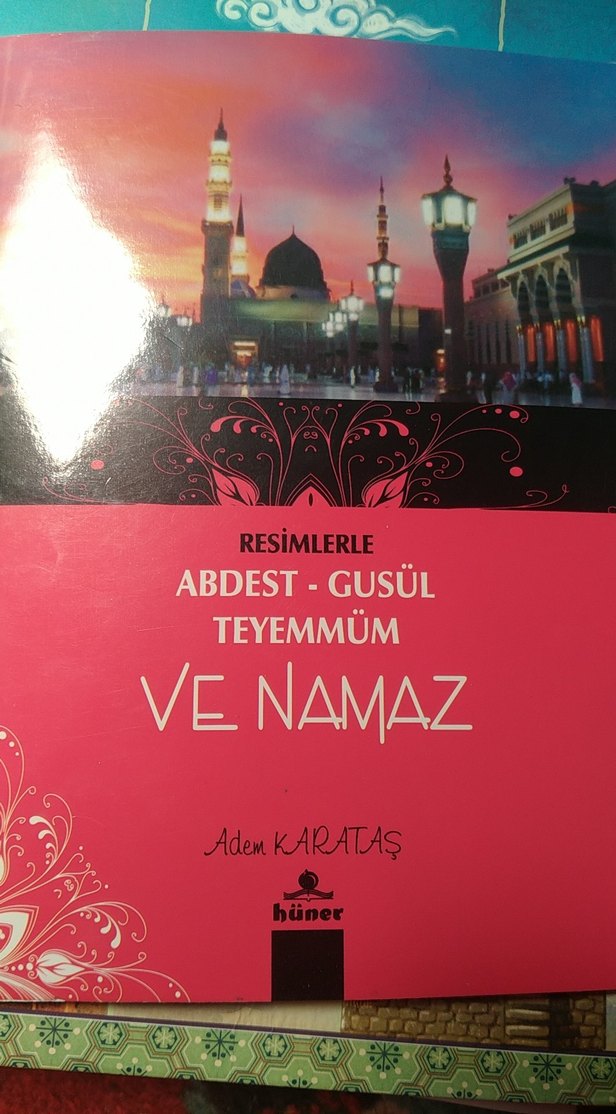 RESİMLERLE
ABDEST - GUSÜL
TEYEMMÜM
VE NAMAZ
Adem KARATAŞ
hüner